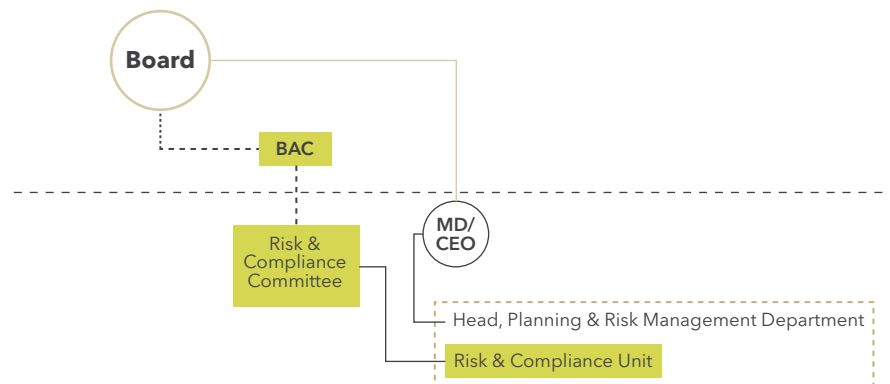 Board
BAC
MD/
CEO
Risk &
Compliance
Committee
Head, Planning & Risk Management Department
Risk & Compliance Unit